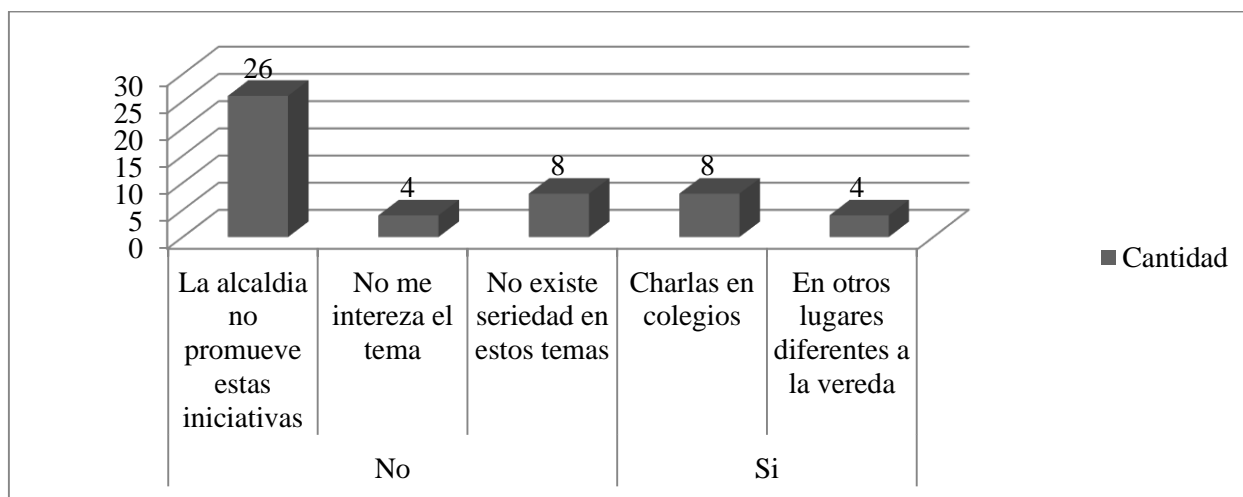 30
25
20
15
10
5
0
26
4
8
8
4
La alcaldia
no
promueve
estas
iniciativas
No me
intereza el
tema
No existe
seriedad en
estos temas
Charlas en
colegios
En otros
lugares
diferentes a
la vereda
No
Si
Cantidad